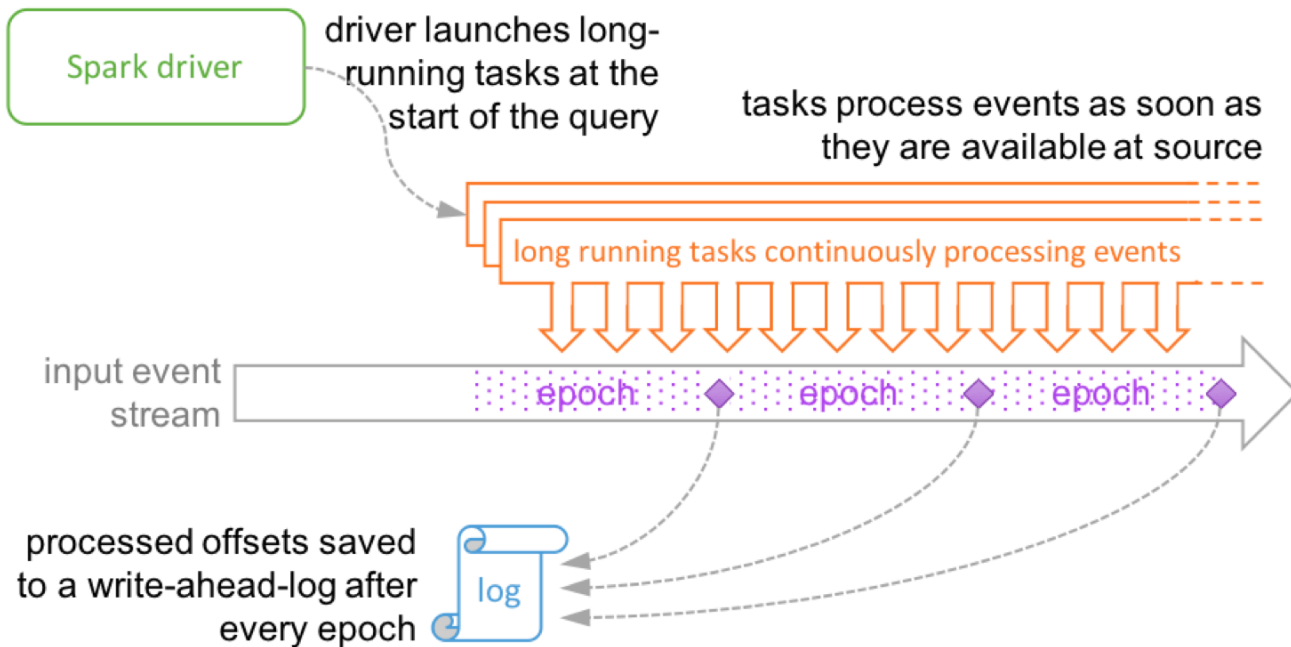 Spark driver
driver launches long-
running tasks at the
start of the query
tasks process events as soon as
they are available at source
long running tasks continuously processing events
input event
stream
epoch
epoch
epoch
processed offsets saved
to a write-ahead-log after
every epoch
log